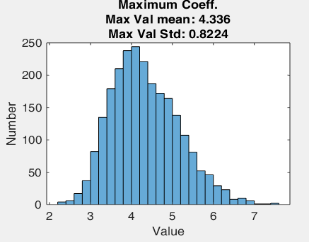 Maximum Coeff.
Max Val mean: 4.336
Max Val Std: 0.8224
250
200
150
100
50
0
Number
2 3 4 5 6 7
Value